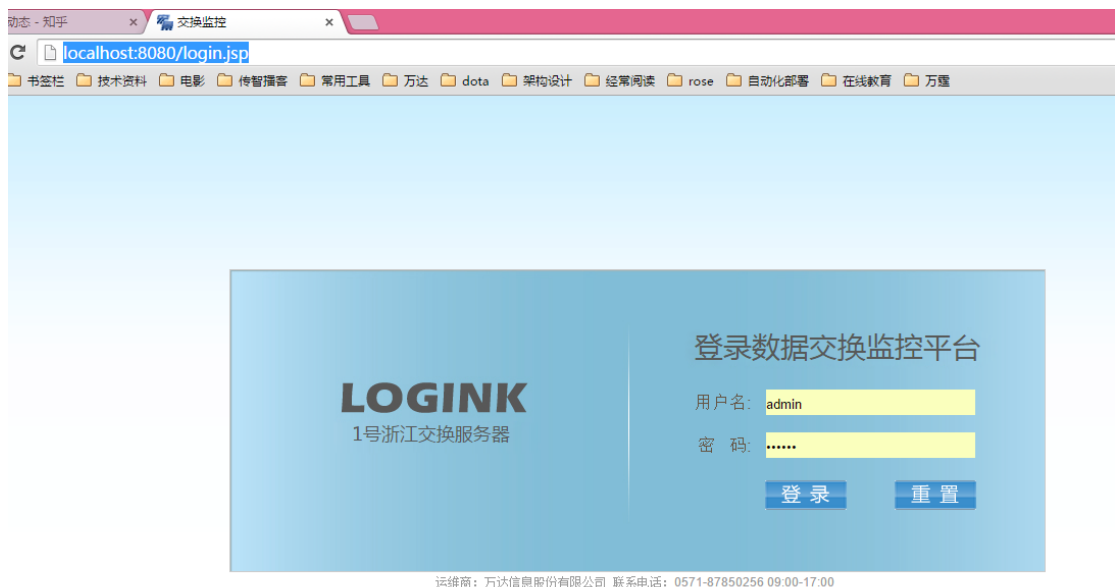 动态 - 知乎 × 交换监控 ×
localhost:8080/login.jsp
书签栏 技术资料 电影 传智播客 常用工具 万达 dota 架构设计 经常阅读 rose 自动化部署 在线教育 万霆
登录数据交换监控平台
LOGINK
1号浙江交换服务器
用户名: admin
密 码: ••••••
登 录 重 置
运维商：万达信息股份有限公司 联系电话：0571-87850256 09:00-17:00